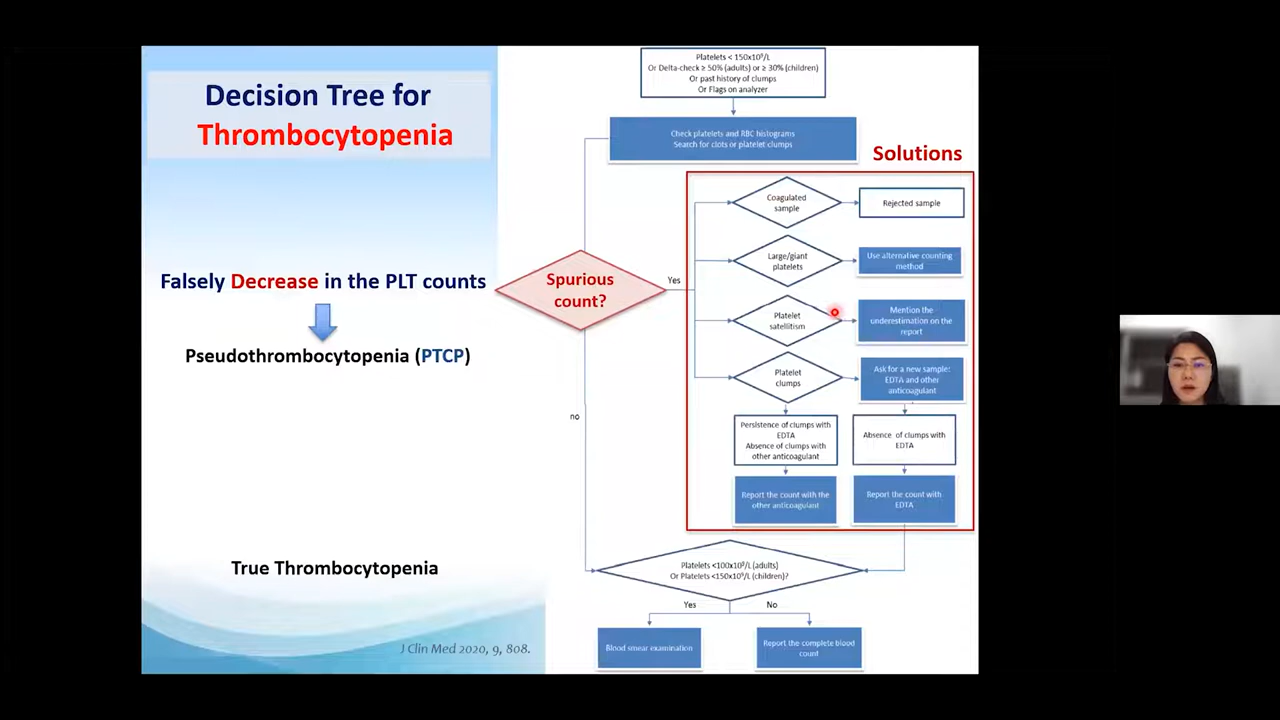 Decision Tree for
Thrombocytopenia
Falsely Decrease in the PLT counts
Pseudothrombocytopenia (PTCP)
True Thrombocytopenia
J Clin Med 2020, 9, 808.
Platelets < 150x10⁹/L
Or Delta-check ≥ 50% (adults) or ≥ 30% (children)
Or past history of clumps
Or Flags on analyzer
Check platelets and RBC histograms
Search for clots or platelet clumps
Solutions
Spurious
count?
Yes
no
Coagulated
sample
Rejected sample
Large/giant
platelets
Use alternative counting
method
Platelet
satellitism
Mention the
underestimation on the
report
Platelet
clumps
Ask for a new sample:
EDTA and other
anticoagulant
Persistence of clumps with
EDTA
Absence of clumps with
other anticoagulant
Absence of clumps with
EDTA
Report the count with the
other anticoagulant
Report the count with
EDTA
Platelets <100x10⁹/L (adults)
Or Platelets <150x10⁹/L (children)?
Yes
No
Blood smear examination
Report the complete blood
count